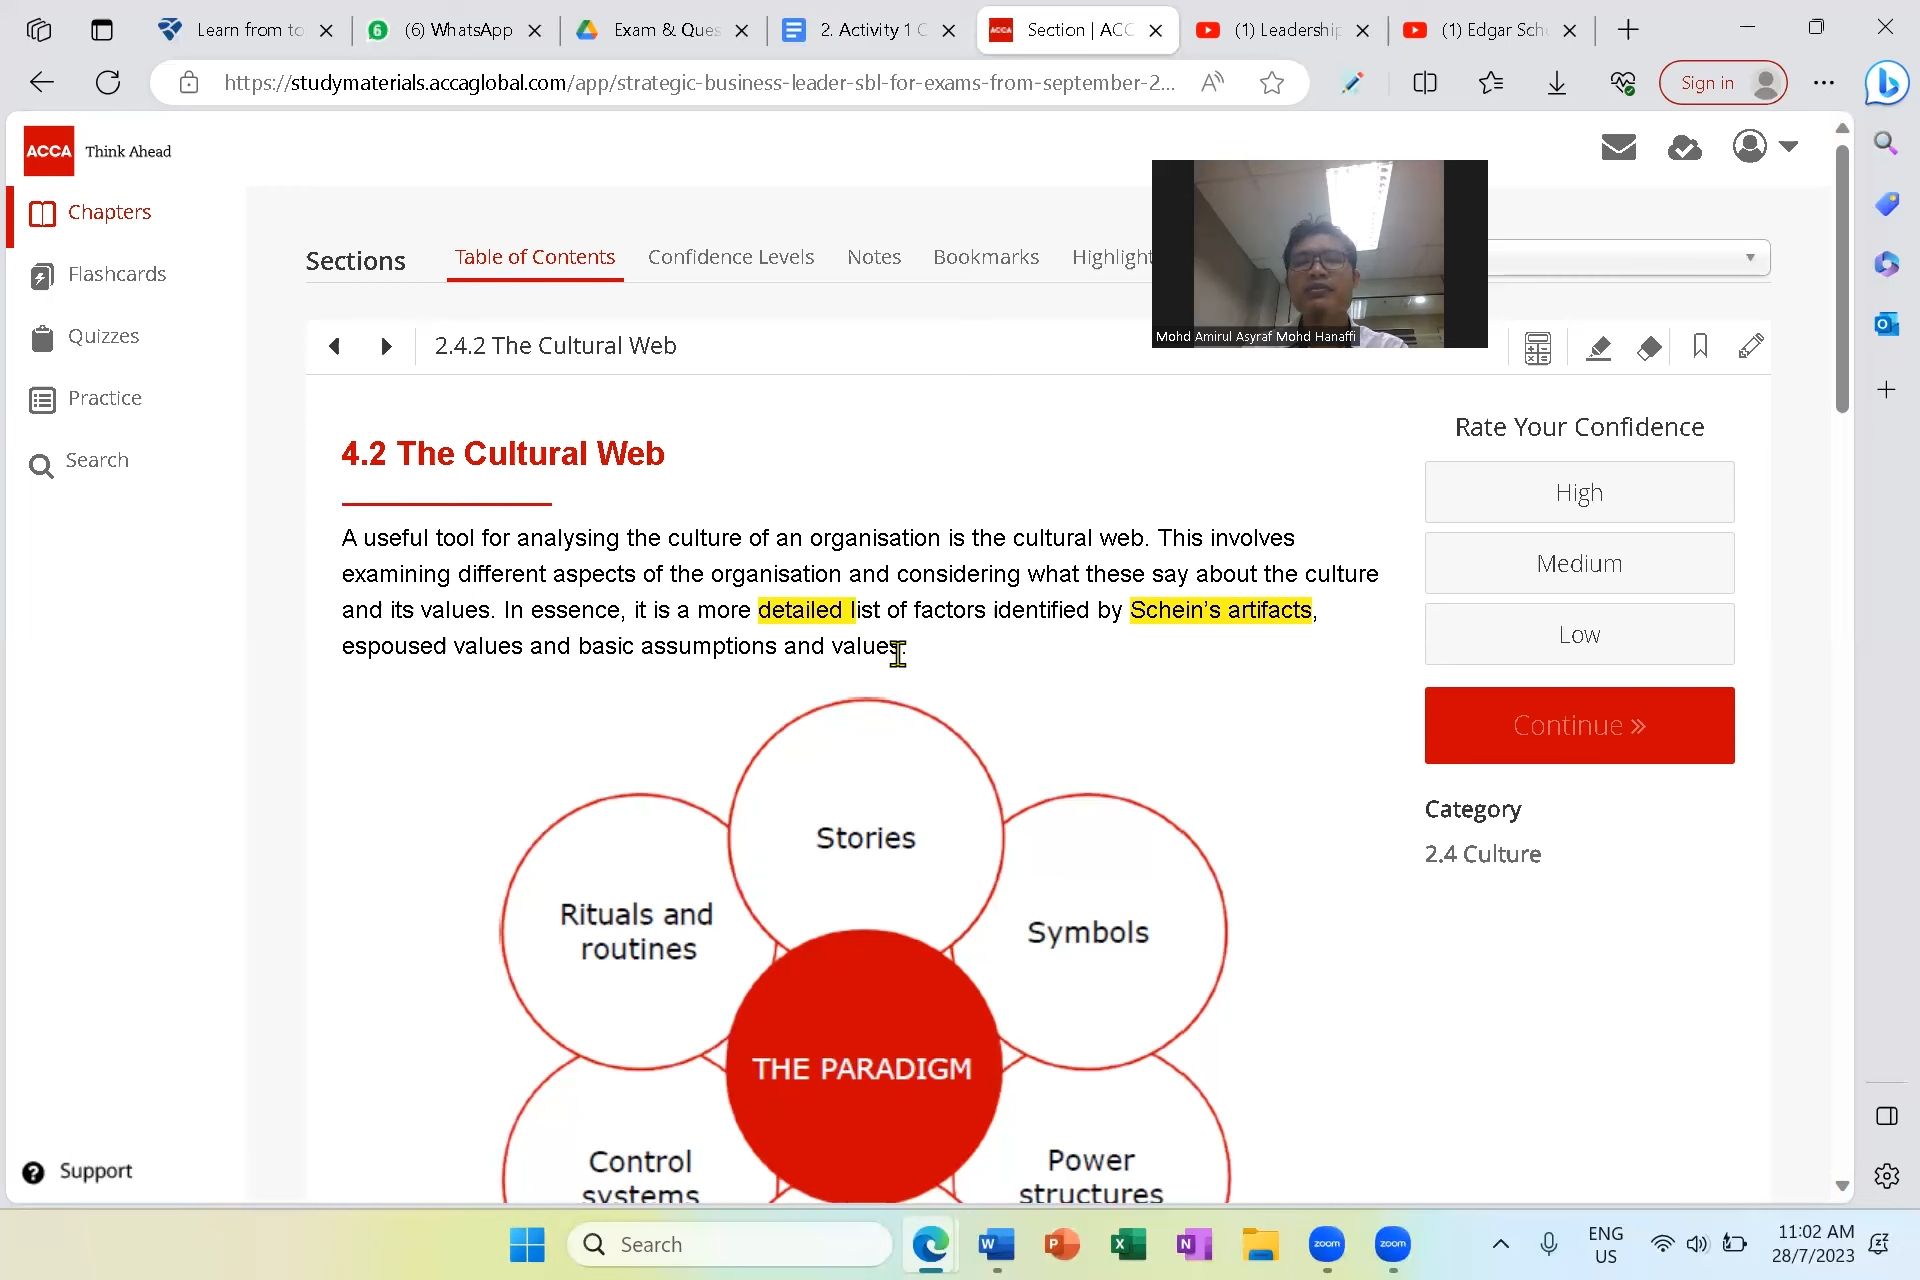 Learn from to
(6) WhatsApp
Exam & Ques
2. Activity 1 C
Section | ACC
(1) Leadership
(1) Edgar Sche
https://studymaterials.accaglobal.com/app/strategic-business-leader-sbl-for-exams-from-september-2...
Sign in
ACCA Think Ahead
Chapters
Flashcards
Quizzes
Practice
Search
Support
Sections
Table of Contents
Confidence Levels
Notes
Bookmarks
Highlight
Mohd Amirul Asyraf Mohd Hanaffi
2.4.2 The Cultural Web
4.2 The Cultural Web
A useful tool for analysing the culture of an organisation is the cultural web. This involves
examining different aspects of the organisation and considering what these say about the culture
and its values. In essence, it is a more detailed list of factors identified by Schein’s artifacts,
espoused values and basic assumptions and values.
Stories
Rituals and
routines
Symbols
THE PARADIGM
Control
systems
Power
structures
Rate Your Confidence
High
Medium
Low
Continue »
Category
2.4 Culture
Search
zoom
zoom
ENG
US
11:02 AM
28/7/2023